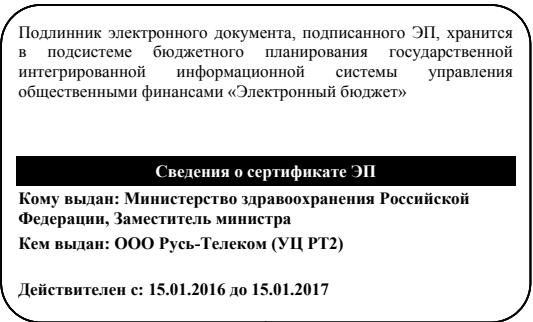 Подлинник электронного документа, подписанного ЭП, хранится
в подсистеме бюджетного планирования государственной
интегрированной информационной системы управления
общественными финансами «Электронный бюджет»
Сведения о сертификате ЭП
Кому выдан: Министерство здравоохранения Российской
Федерации, Заместитель министра
Кем выдан: ООО Русь-Телеком (УЦ РТ2)
Действителен с: 15.01.2016 до 15.01.2017